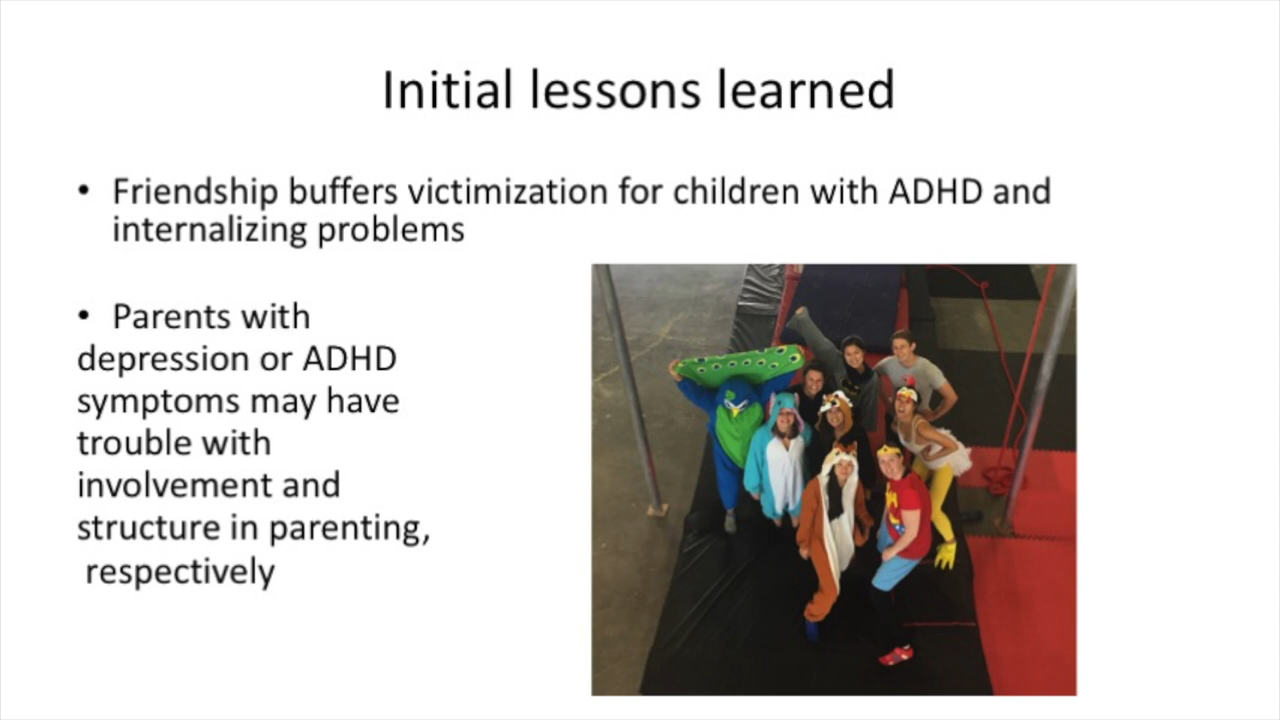 Initial lessons learned
• Friendship buffers victimization for children with ADHD and
internalizing problems
• Parents with
depression or ADHD
symptoms may have
trouble with
involvement and
structure in parenting,
respectively